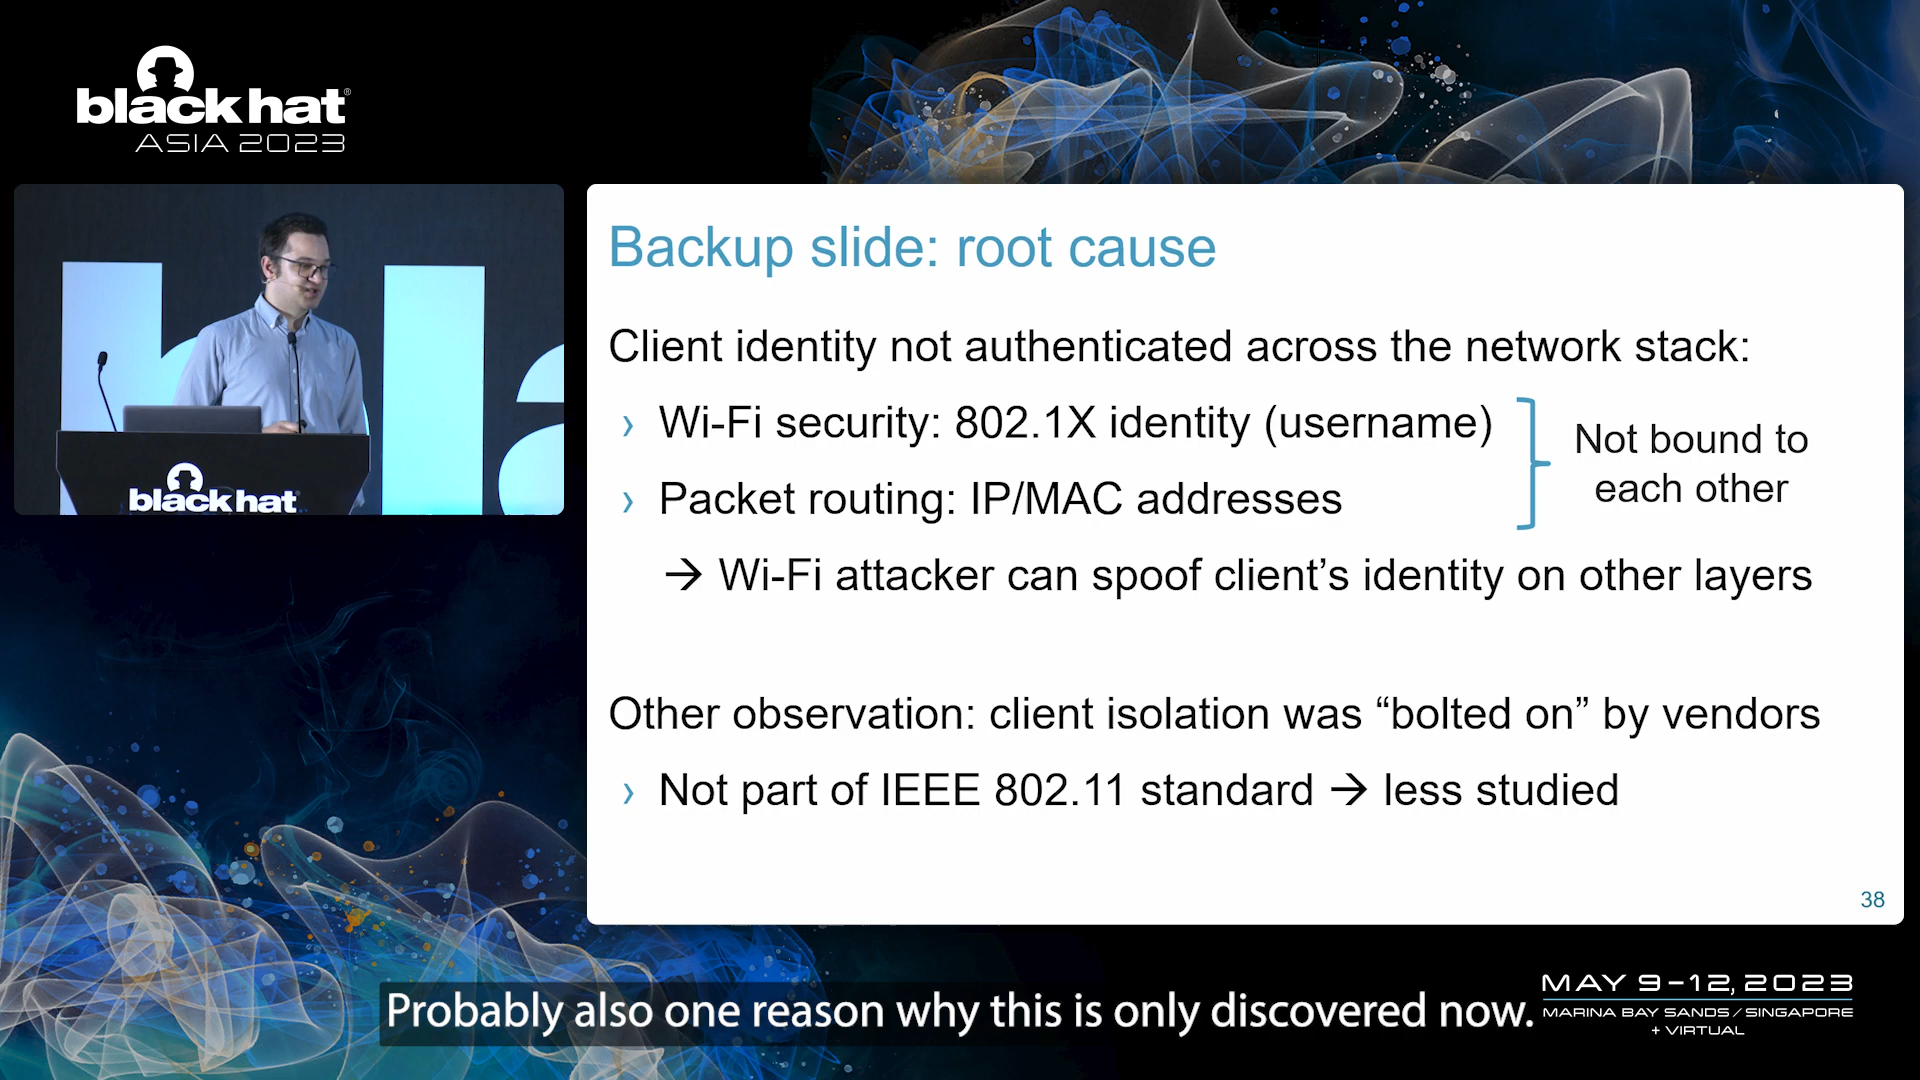 black hat®
ASIA 2023
black hat
Backup slide: root cause
Client identity not authenticated across the network stack:
› Wi-Fi security: 802.1X identity (username)
› Packet routing: IP/MAC addresses
Not bound to
each other
→ Wi-Fi attacker can spoof client’s identity on other layers
Other observation: client isolation was “bolted on” by vendors
› Not part of IEEE 802.11 standard → less studied
38
Probably also one reason why this is only discovered now.
MAY 9-12, 2023
MARINA BAY SANDS / SINGAPORE
+ VIRTUAL